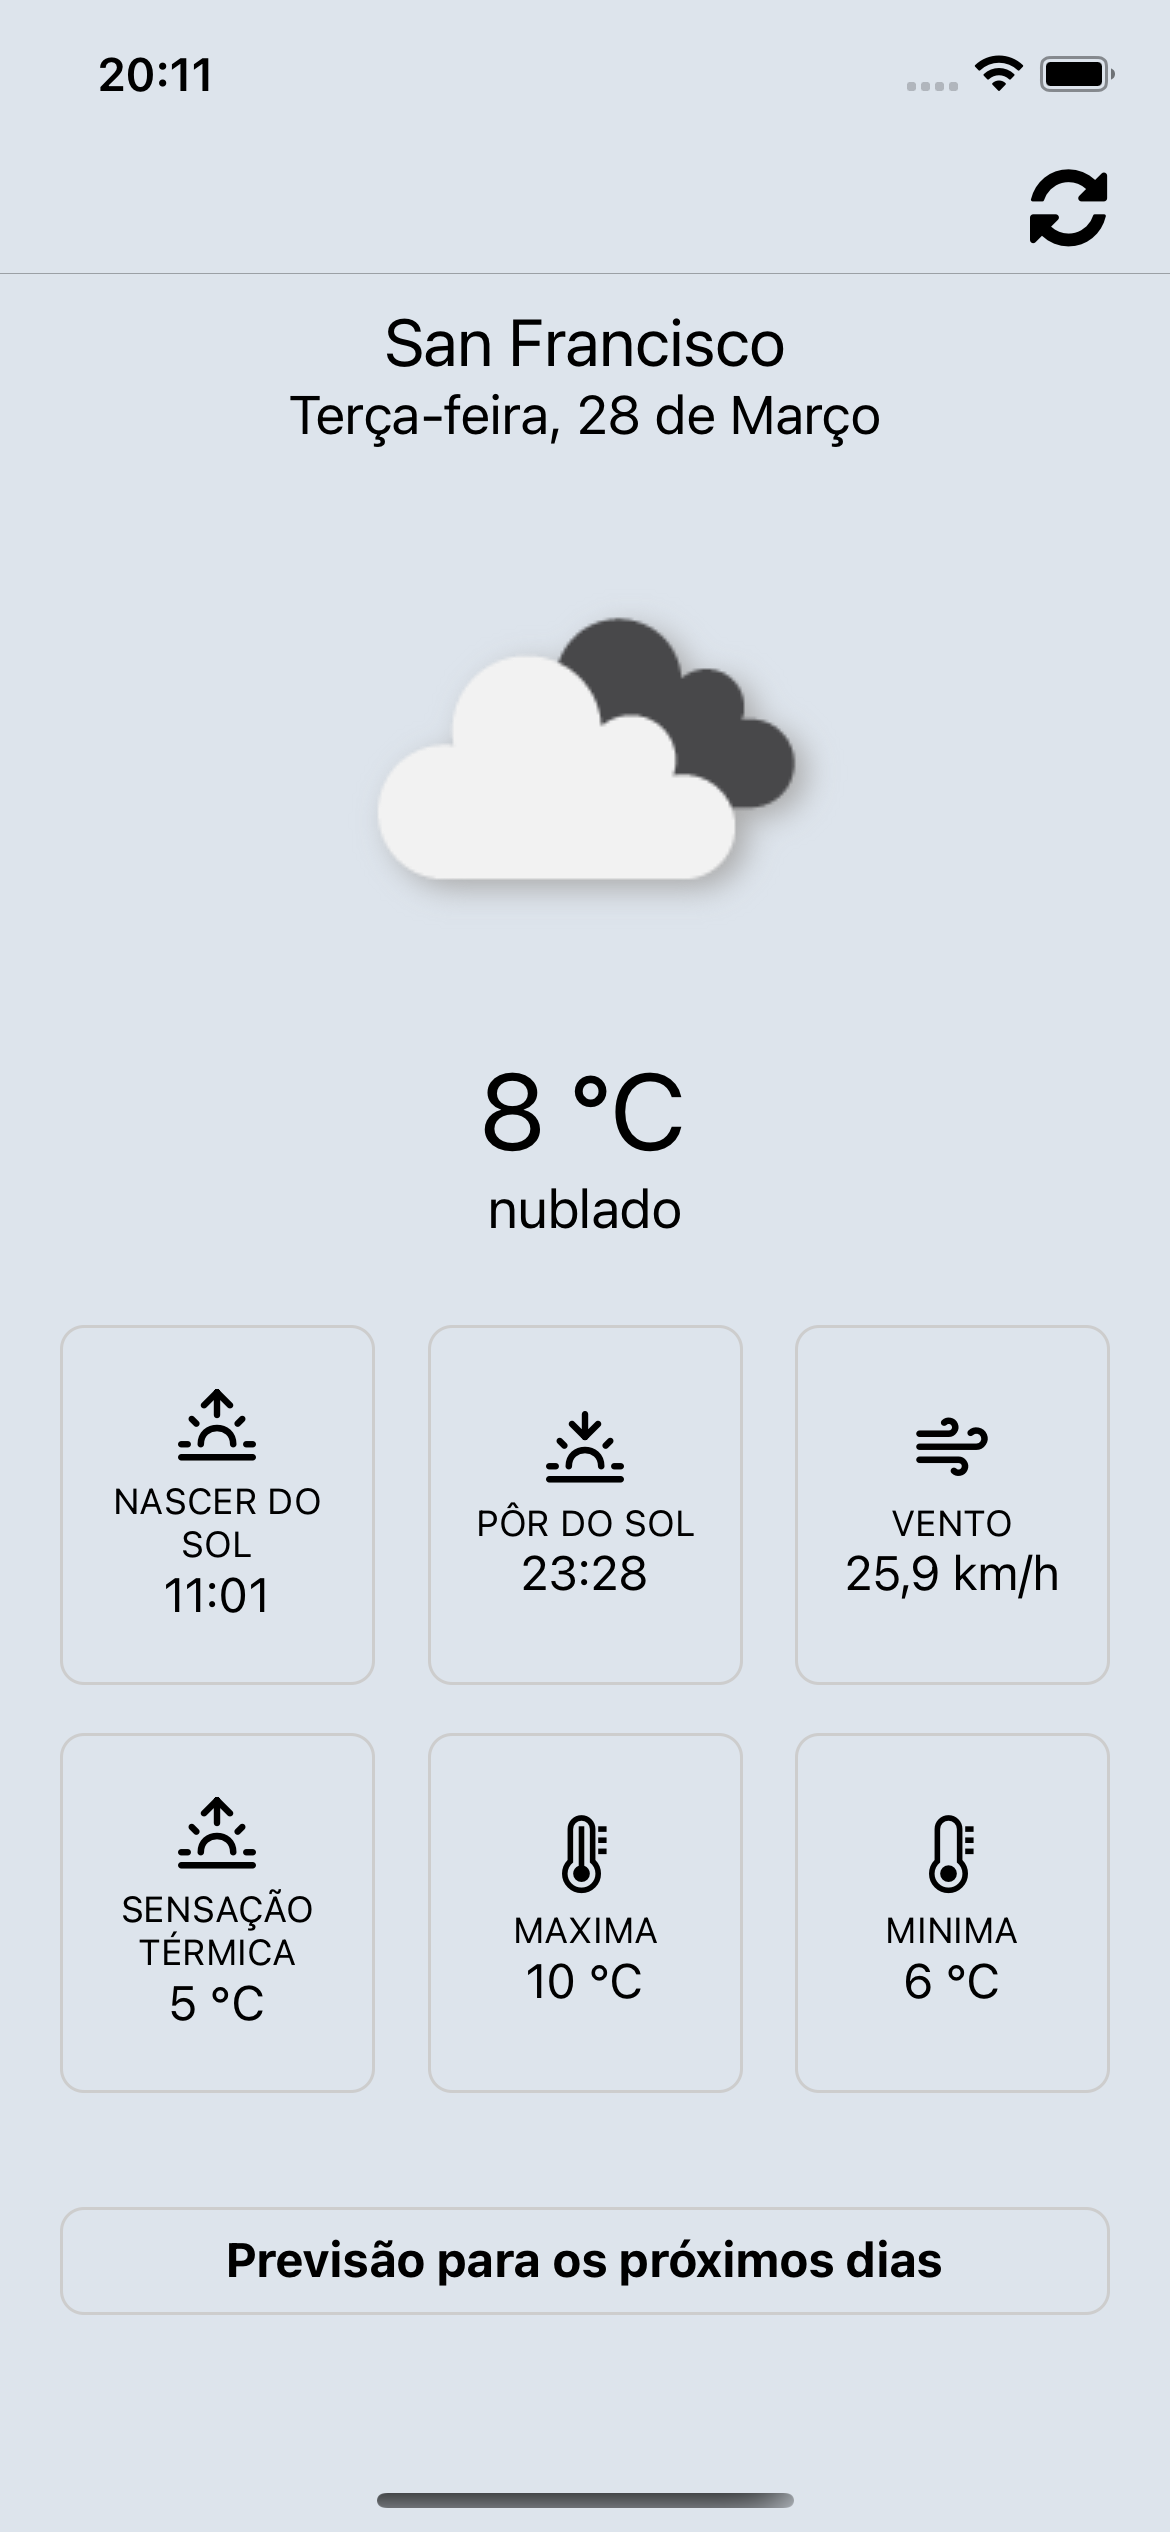 20:11
San Francisco
Terça-feira, 28 de Março
8 °C
nublado
NASCER DO
SOL
11:01
PÔR DO SOL
23:28
VENTO
25,9 km/h
SENSAÇÃO
TÉRMICA
5 °C
MAXIMA
10 °C
MINIMA
6 °C
Previsão para os próximos dias